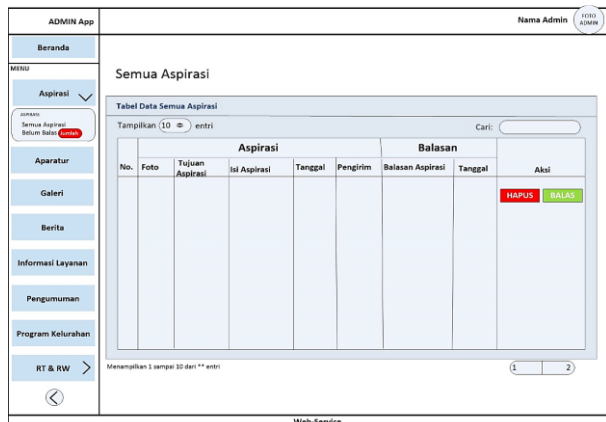 ADMIN App
Nama Admin
FOTO
ADMIN
Beranda
MENU
Aspirasi
ASPIRASI
Semua Aspirasi
Belum Balas Jumlah
Aparatur
Galeri
Berita
Informasi Layanan
Pengumuman
Program Kelurahan
RT & RW
Semua Aspirasi
Tabel Data Semua Aspirasi
Tampilkan 10 entri
Cari:
Aspirasi
Balasan
No.
Foto
Tujuan
Aspirasi
Isi Aspirasi
Tanggal
Pengirim
Balasan Aspirasi
Tanggal
Aksi
HAPUS
BALAS
Menampilkan 1 sampai 10 dari ** entri
1
2
Web Service